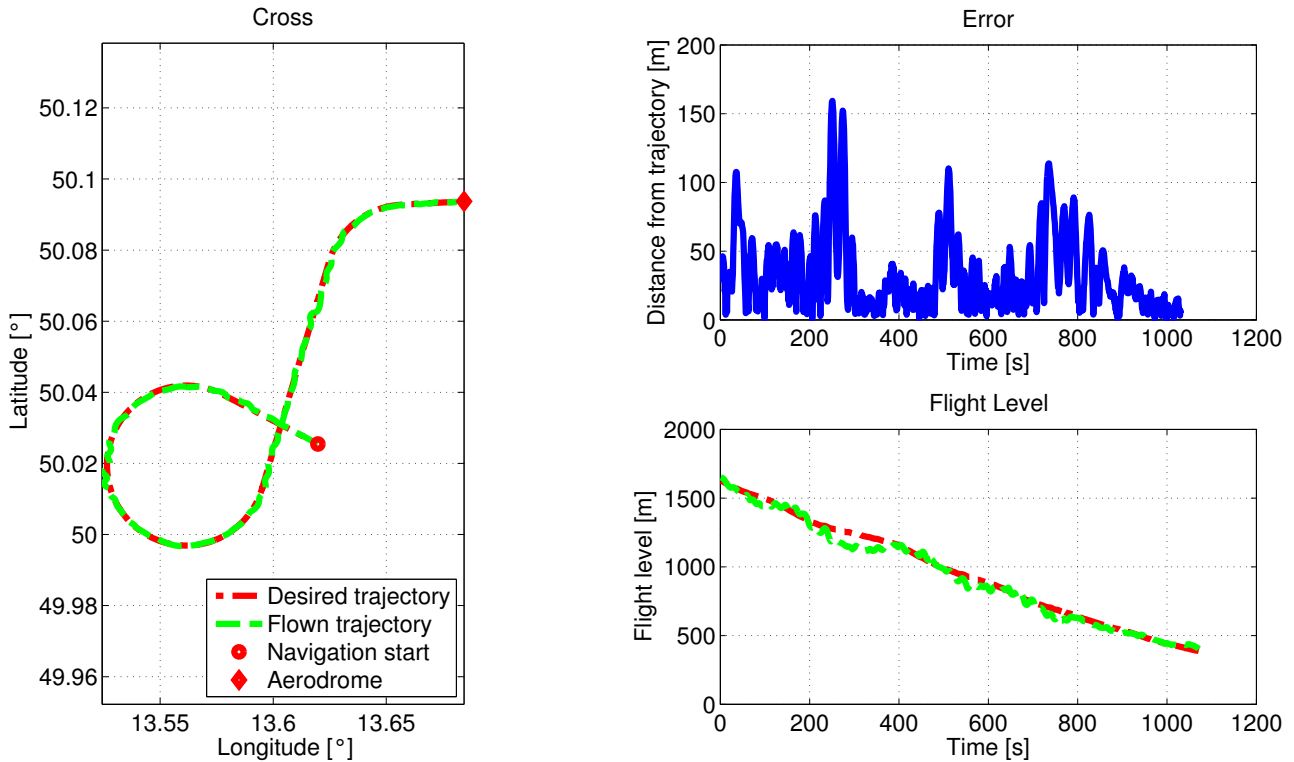 Cross
50.12
50.1
50.08
50.06
50.04
50.02
50
49.98
49.96
Latitude [°]
13.55
13.6
13.65
Longitude [°]
Desired trajectory
Flown trajectory
Navigation start
Aerodrome
Error
200
150
100
50
0
Distance from trajectory [m]
0
200
400
600
800
1000
1200
Time [s]
Flight Level
2000
1500
1000
500
0
Flight level [m]
0
200
400
600
800
1000
1200
Time [s]